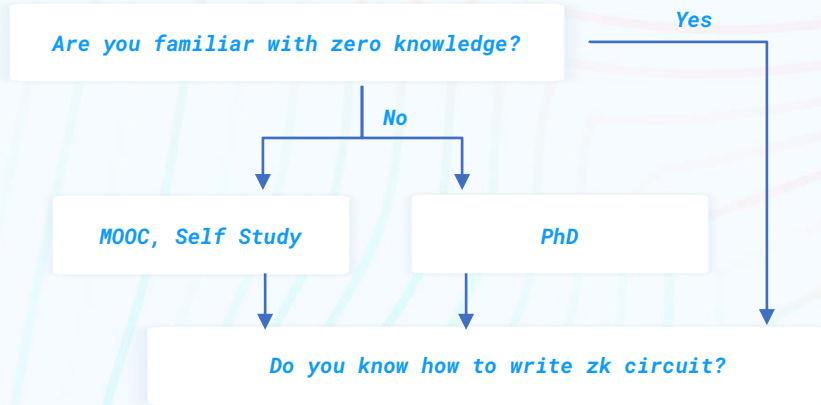 Are you familiar with zero knowledge?
Yes
No
MOOC, Self Study
PhD
Do you know how to write zk circuit?